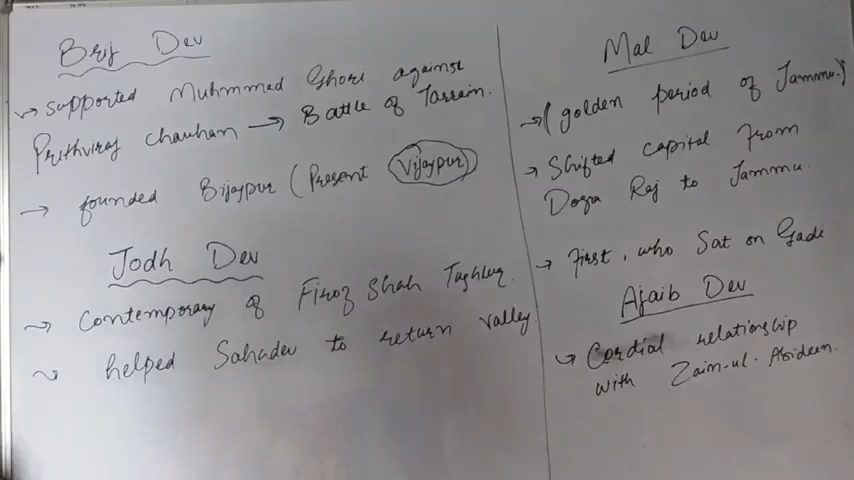 Brij Dev
supported Muhmmad Ghori against
Prithviraj chauhan → Battle of Tarrain.
→ founded Bijaypur (Present Vijaypur)
Jodh Dev
→ Contemporary of Firoz Shah Tughluq.
→ helped Sahadev to return valley.
Mal Dev
→ (golden period of Jammu.)
→ Shifted capital from
Dogra Raj to Jammu.
→ first, who Sat on Gade
Ajaib Dev
→ Cordial relationship
with Zain-ul-Abideen.